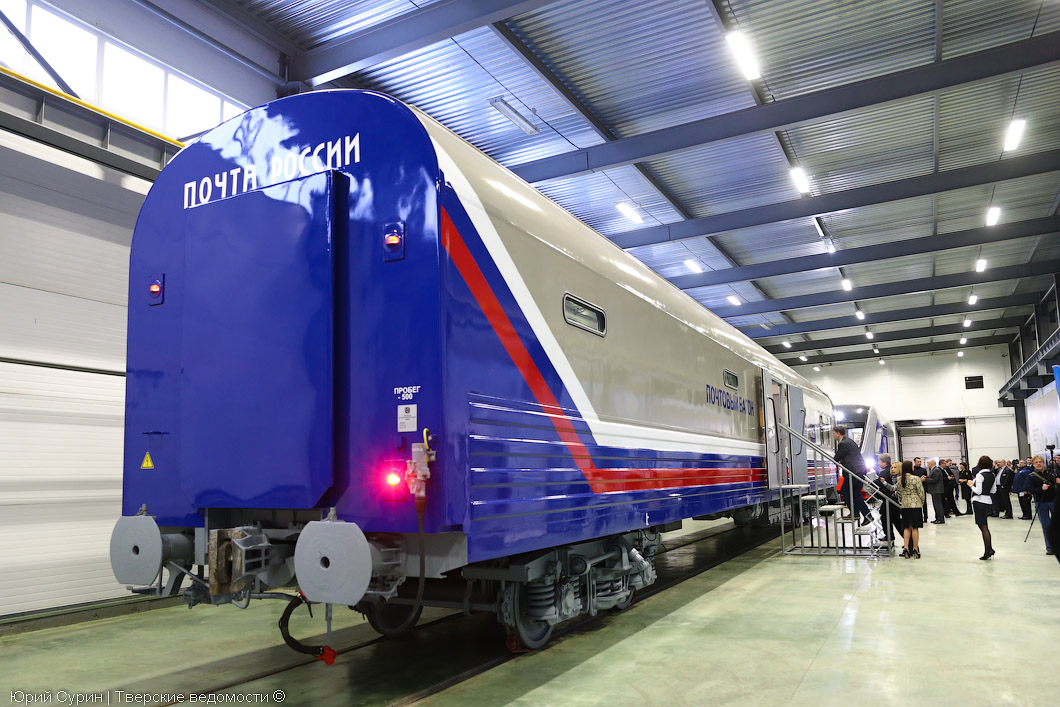 ПОЧТА РОССИИ
ПОЧТОВЫЙ ВАГОН
ПРОБЕГ
- 500
Юрий Сурин | Тверские ведомости ©